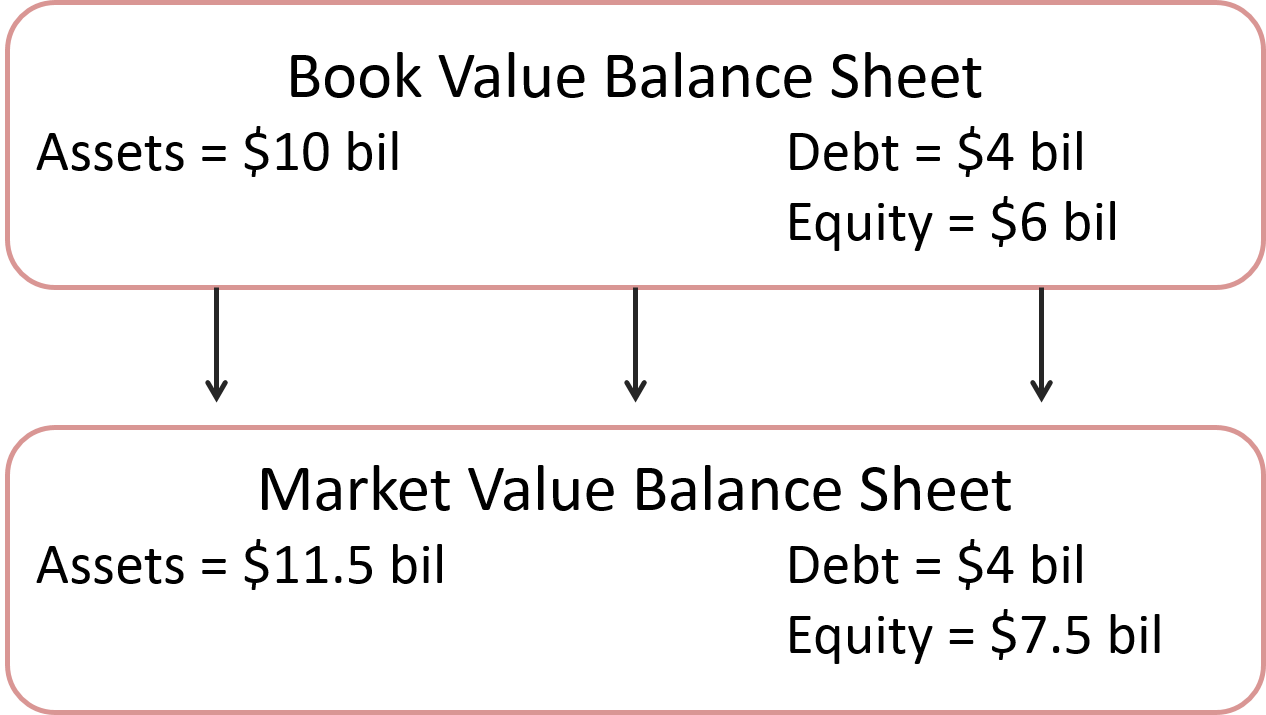 Book Value Balance Sheet
Assets = $10 bil
Debt = $4 bil
Equity = $6 bil
Market Value Balance Sheet
Assets = $11.5 bil
Debt = $4 bil
Equity = $7.5 bil